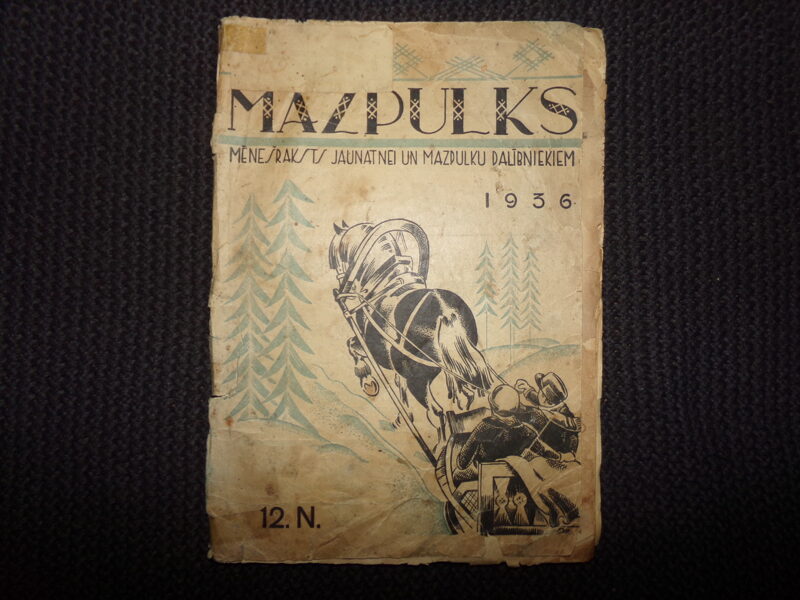 MAZPULKS
MĒNEŠRAKSTS JAUNATNEI UN MAZPULKU DALĪBNIEKIEM
1936
12. N.